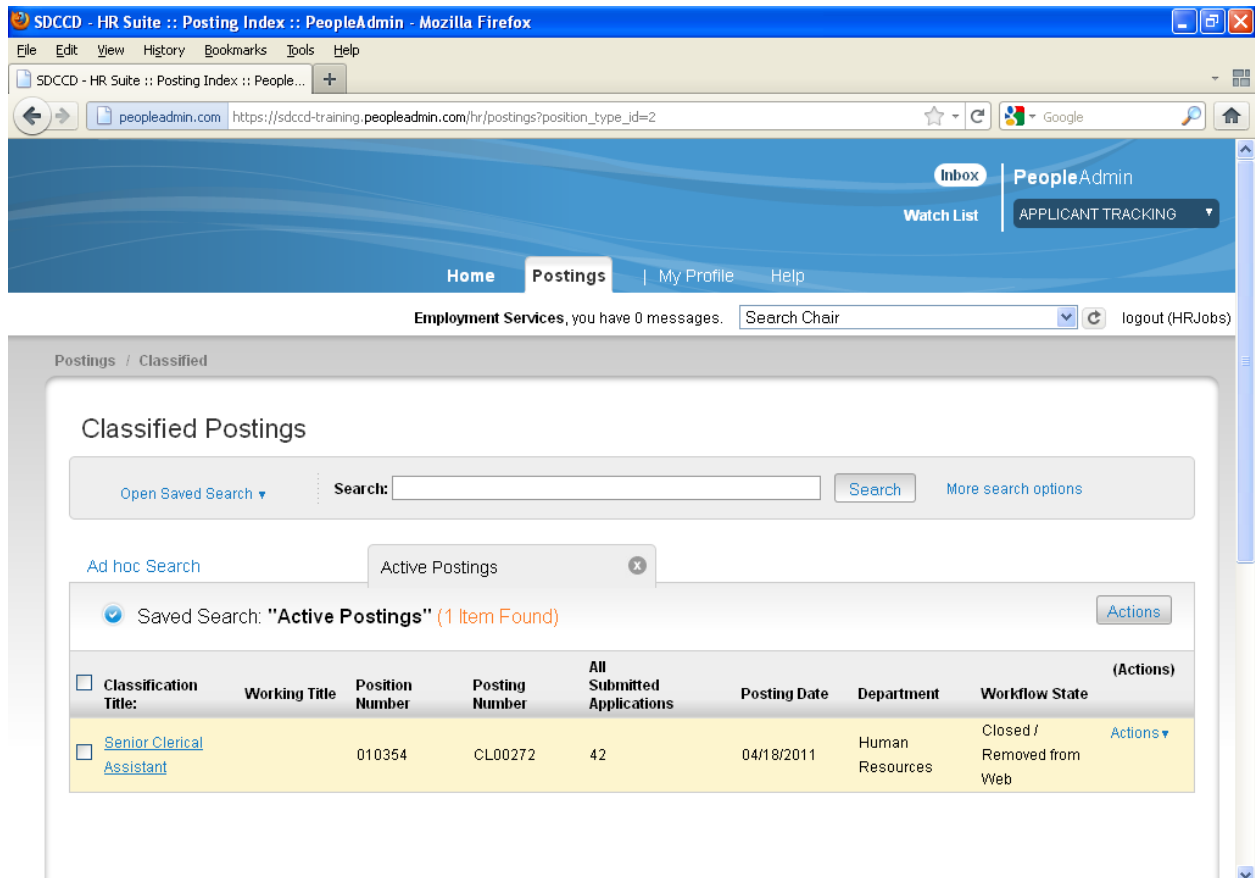 SDCCD - HR Suite :: Posting Index :: PeopleAdmin - Mozilla Firefox
File Edit View History Bookmarks Tools Help
SDCCD - HR Suite :: Posting Index :: People... +
peopleadmin.com https://sdccd-training.peopleadmin.com/hr/postings?position_type_id=2 Google
Inbox PeopleAdmin
Watch List APPLICANT TRACKING
Home Postings | My Profile Help
Employment Services, you have 0 messages. Search Chair logout (HRJobs)
Postings / Classified
Classified Postings
Open Saved Search Search: Search More search options
Ad hoc Search Active Postings
Saved Search: "Active Postings" (1 Item Found) Actions
Classification Title: Working Title Position Number Posting Number All Submitted Applications Posting Date Department Workflow State (Actions)
Senior Clerical Assistant 010354 CL00272 42 04/18/2011 Human Resources Closed / Removed from Web Actions